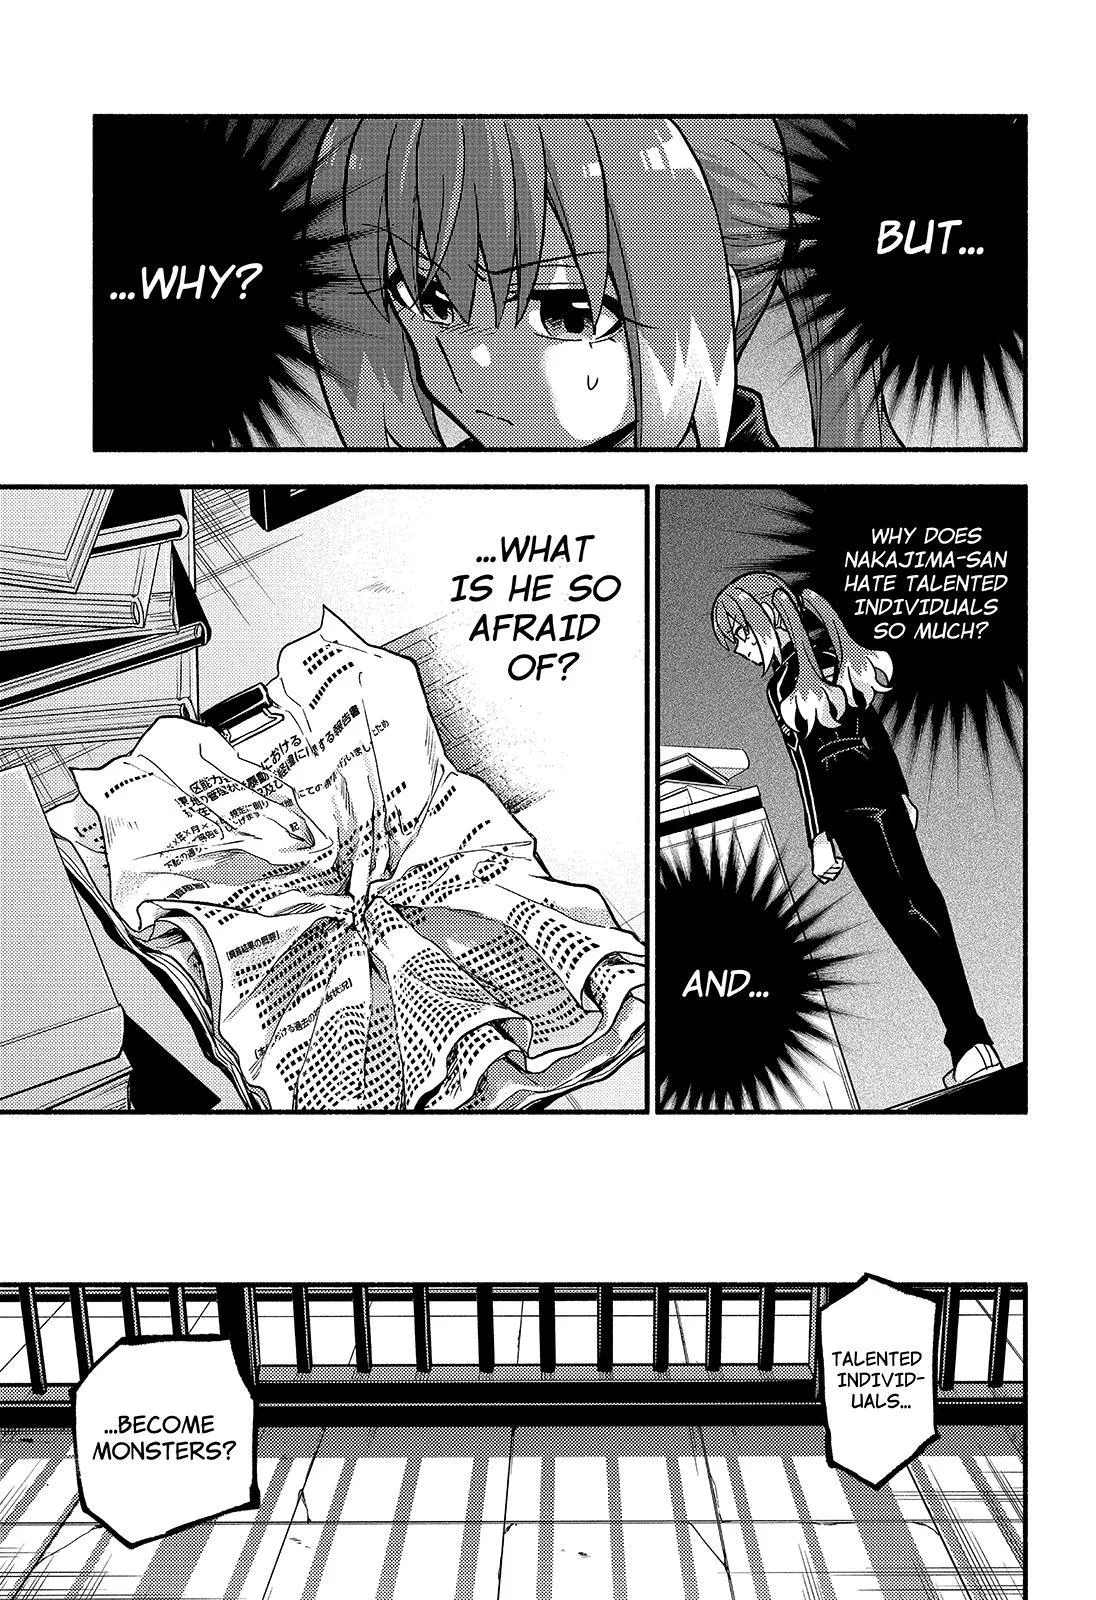 BUT...
...WHY?
WHY DOES
NAKAJIMA-SAN
HATE TALENTED
INDIVIDUALS
SO MUCH?
AND...
...WHAT
IS HE SO
AFRAID
OF?
TALENTED
INDIVID-
UALS...
...BECOME
MONSTERS?